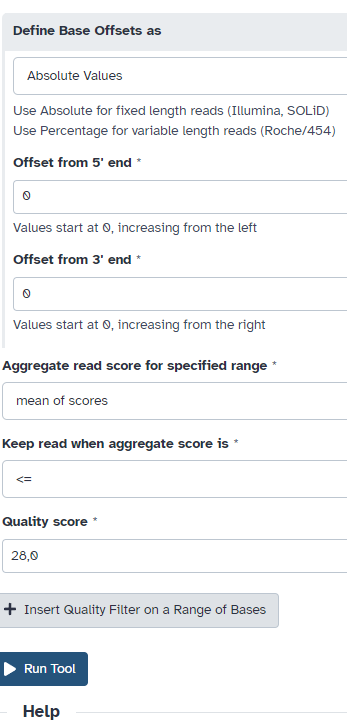 Define Base Offsets as
Absolute Values
Use Absolute for fixed length reads (Illumina, SOLiD)
Use Percentage for variable length reads (Roche/454)
Offset from 5' end *
0
Values start at 0, increasing from the left
Offset from 3' end *
0
Values start at 0, increasing from the right
Aggregate read score for specified range *
mean of scores
Keep read when aggregate score is *
<=
Quality score *
28,0
+ Insert Quality Filter on a Range of Bases
Run Tool
Help